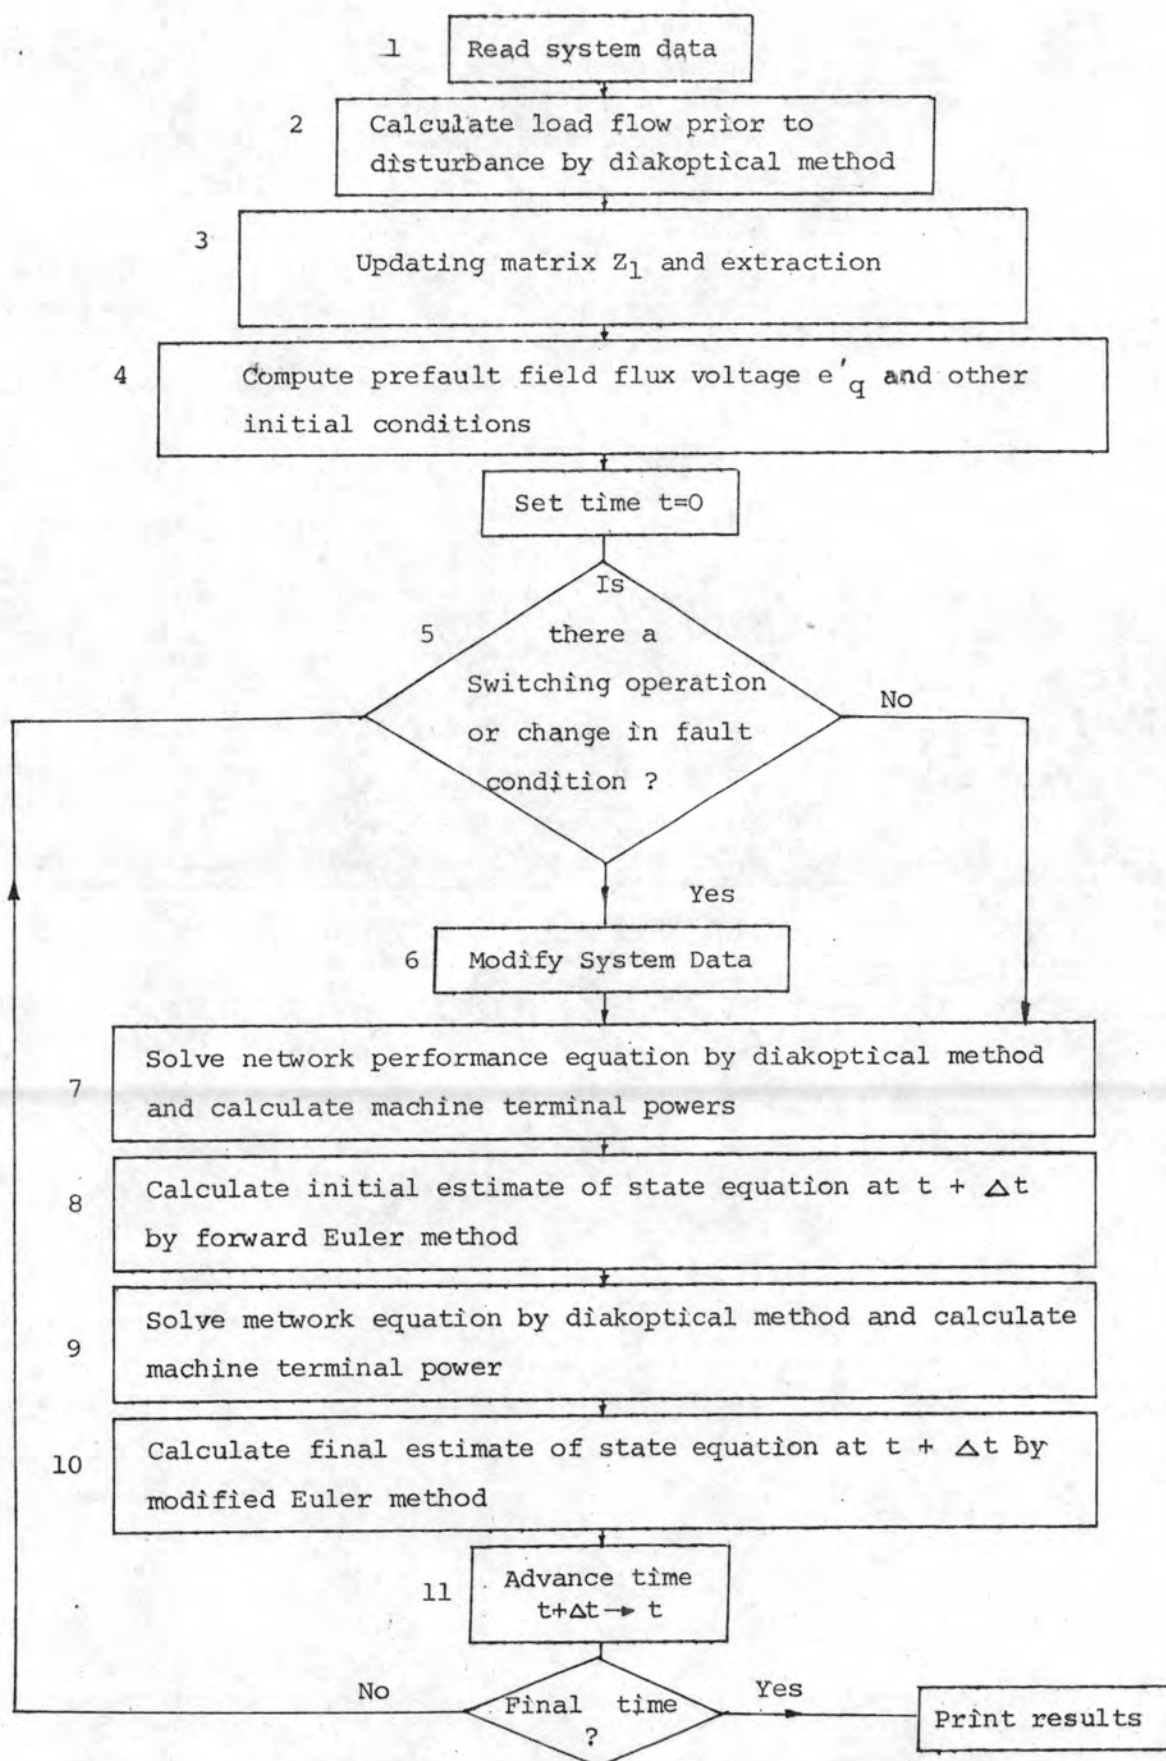 1 Read system data
2 Calculate load flow prior to
disturbance by diakoptical method
3
Updating matrix Z1 and extraction
4 Compute prefault field flux voltage e'q and other
initial conditions
Set time t=0
Is
5 there a
Switching operation
No
or change in fault
condition ?
Yes
6 Modify System Data
Solve network performance equation by diakoptical method
7
and calculate machine terminal powers
Calculate initial estimate of state equation at t + Δt
8
by forward Euler method
Solve metwork equation by diakoptical method and calculate
9
machine terminal power
Calculate final estimate of state equation at t + Δt by
10
modified Euler method
11 Advance time
t+Δt → t
No
Yes
Final time
?
Print results